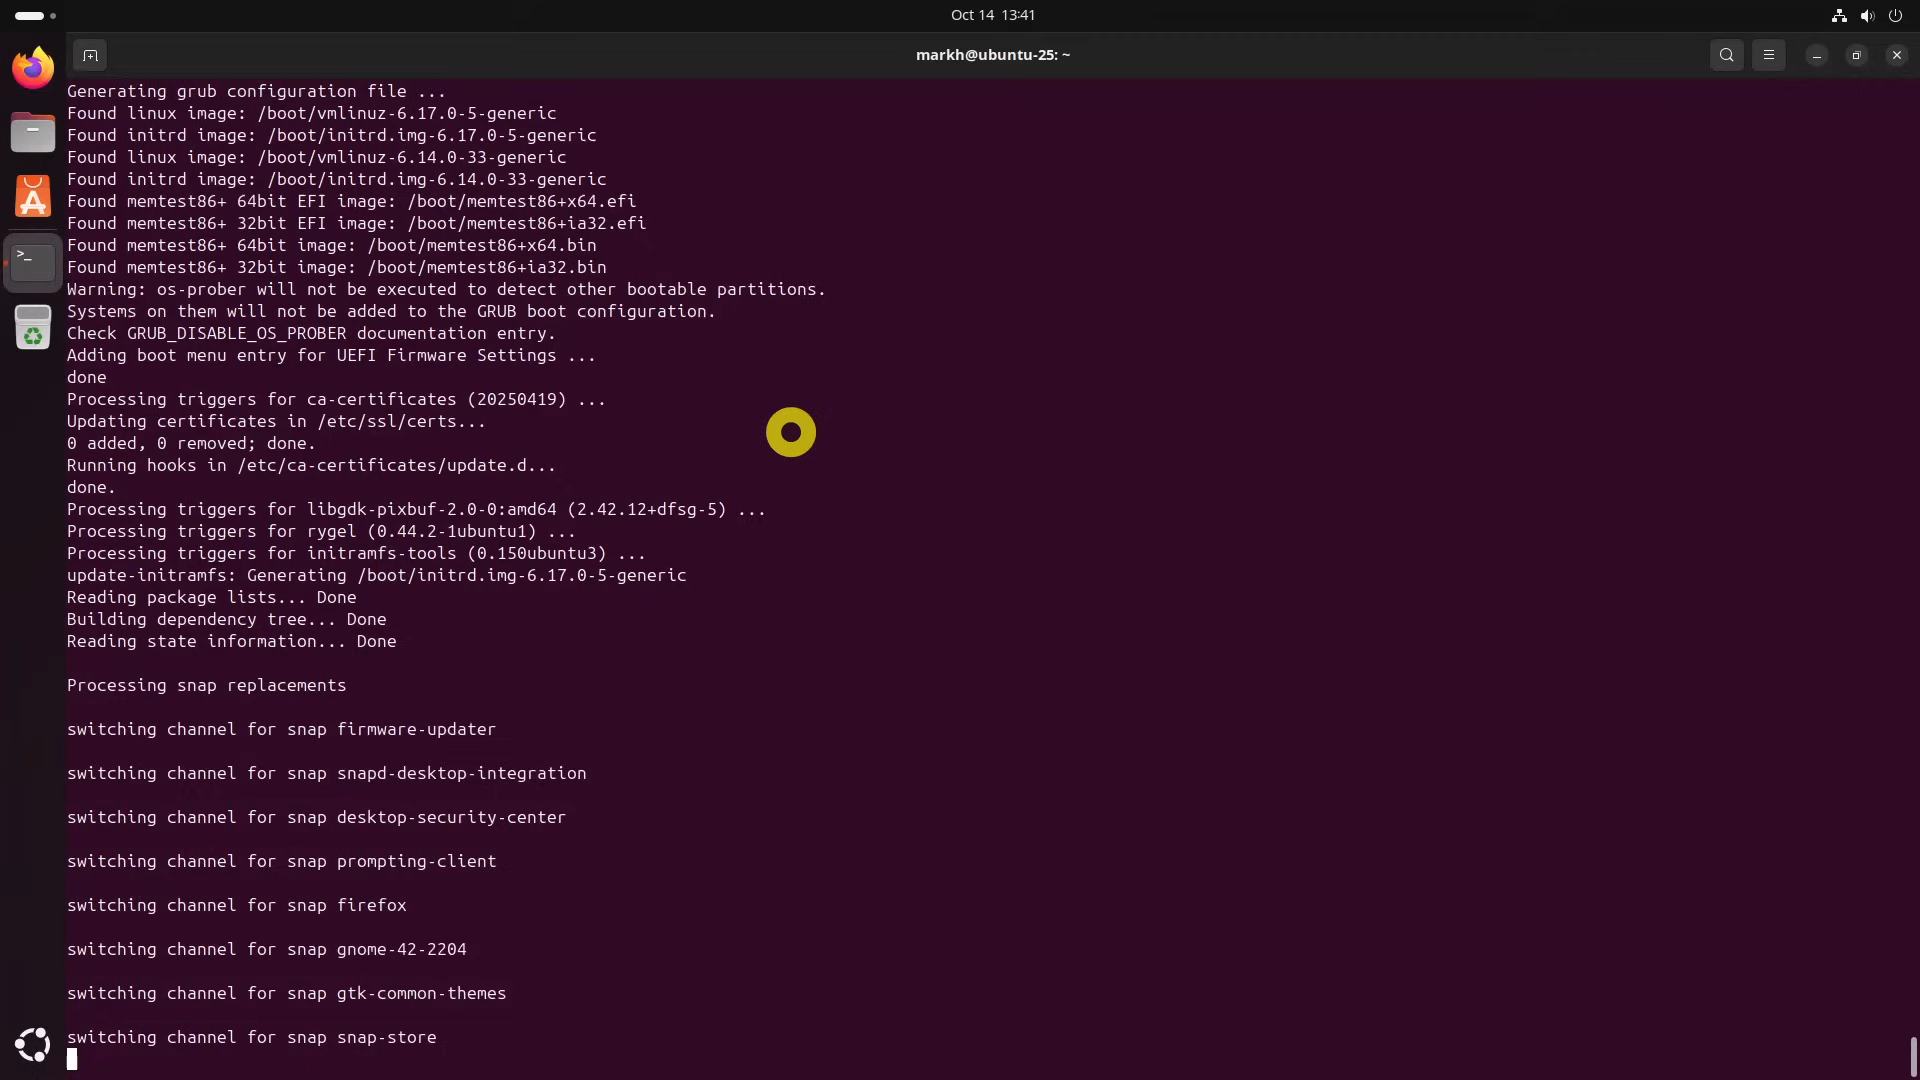 Oct 14 13:41
markh@ubuntu-25: ~
Generating grub configuration file ...
Found linux image: /boot/vmlinuz-6.17.0-5-generic
Found initrd image: /boot/initrd.img-6.17.0-5-generic
Found linux image: /boot/vmlinuz-6.14.0-33-generic
Found initrd image: /boot/initrd.img-6.14.0-33-generic
Found memtest86+ 64bit EFI image: /boot/memtest86+x64.efi
Found memtest86+ 32bit EFI image: /boot/memtest86+ia32.efi
Found memtest86+ 64bit image: /boot/memtest86+x64.bin
Found memtest86+ 32bit image: /boot/memtest86+ia32.bin
Warning: os-prober will not be executed to detect other bootable partitions.
Systems on them will not be added to the GRUB boot configuration.
Check GRUB_DISABLE_OS_PROBER documentation entry.
Adding boot menu entry for UEFI Firmware Settings ...
done
Processing triggers for ca-certificates (20250419) ...
Updating certificates in /etc/ssl/certs...
0 added, 0 removed; done.
Running hooks in /etc/ca-certificates/update.d...
done.
Processing triggers for libgdk-pixbuf-2.0-0:amd64 (2.42.12+dfsg-5) ...
Processing triggers for rygel (0.44.2-1ubuntu1) ...
Processing triggers for initramfs-tools (0.150ubuntu3) ...
update-initramfs: Generating /boot/initrd.img-6.17.0-5-generic
Reading package lists... Done
Building dependency tree... Done
Reading state information... Done
Processing snap replacements
switching channel for snap firmware-updater
switching channel for snap snapd-desktop-integration
switching channel for snap desktop-security-center
switching channel for snap prompting-client
switching channel for snap firefox
switching channel for snap gnome-42-2204
switching channel for snap gtk-common-themes
switching channel for snap snap-store